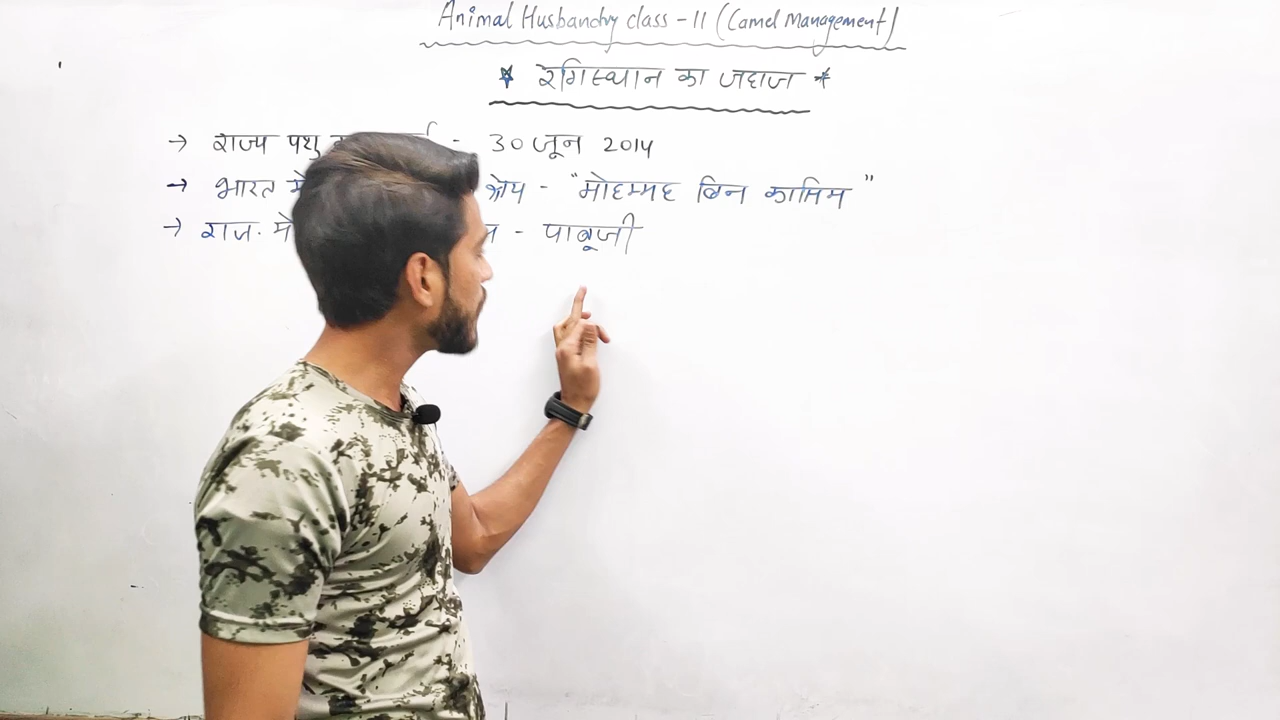 Animal Husbandry class - 11 (Camel Management)
* रेगिस्थान का जहाज *
→ राज्य पशु - 30 जून 2014
→ भारत श्रेय - "मोहम्मद बिन कासिम"
→ राज. में - पाबूजी